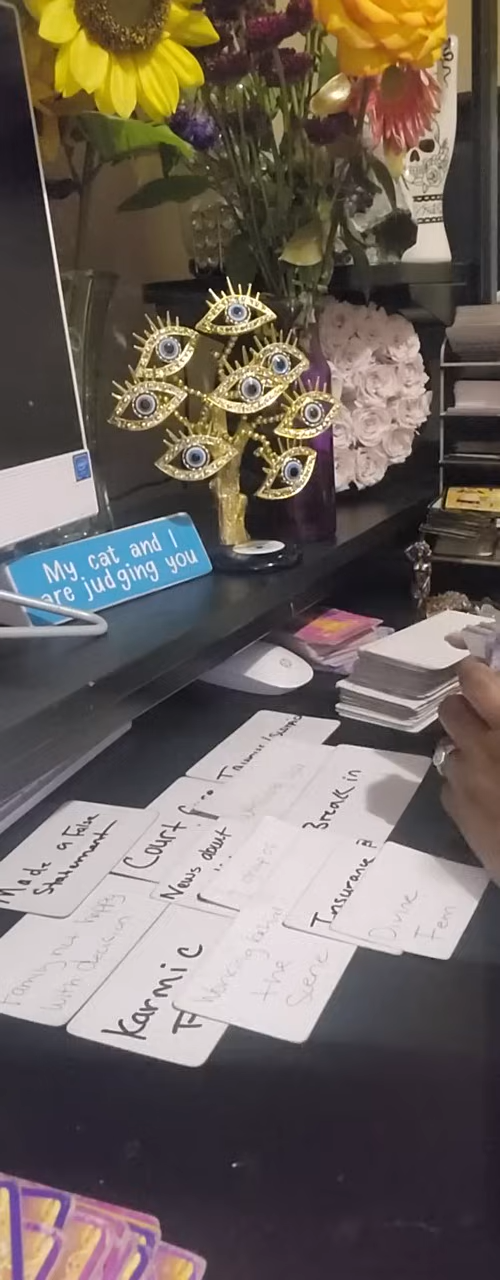 My cat and I
are judging you
Break in
Court
News about
...
Made a False
Statement
Insurance
Divine
Fem
Family not happy
with decision
Karmic
F
Working behind
the
Scene